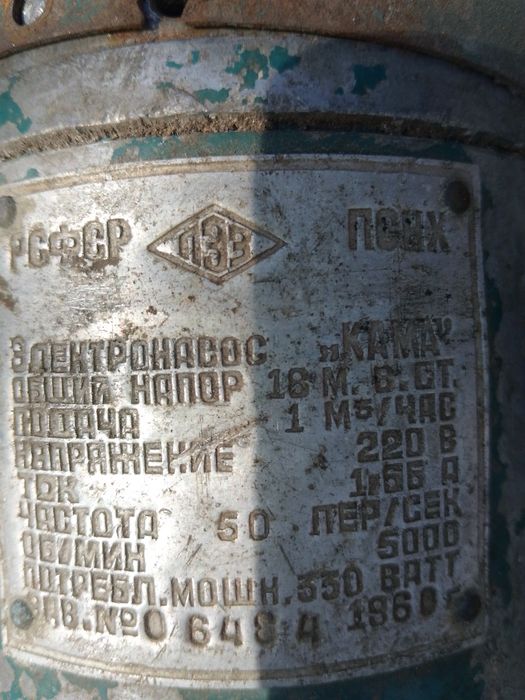 РСФСР ПЭЗ ПСНХ
ЭЛЕКТРОНАСОС „КАМА"
ОБЩИЙ НАПОР 18 М. В. СТ.
ПОДАЧА 1 М³/ЧАС
НАПРЯЖЕНИЕ 220 В
ТОК 1,66 А
ЧАСТОТА 50 ПЕР/СЕК
ОБ/МИН 5000
ПОТРЕБЛ. МОЩН. 330 ВАТТ
ЗАВ. № 06484 1960 г